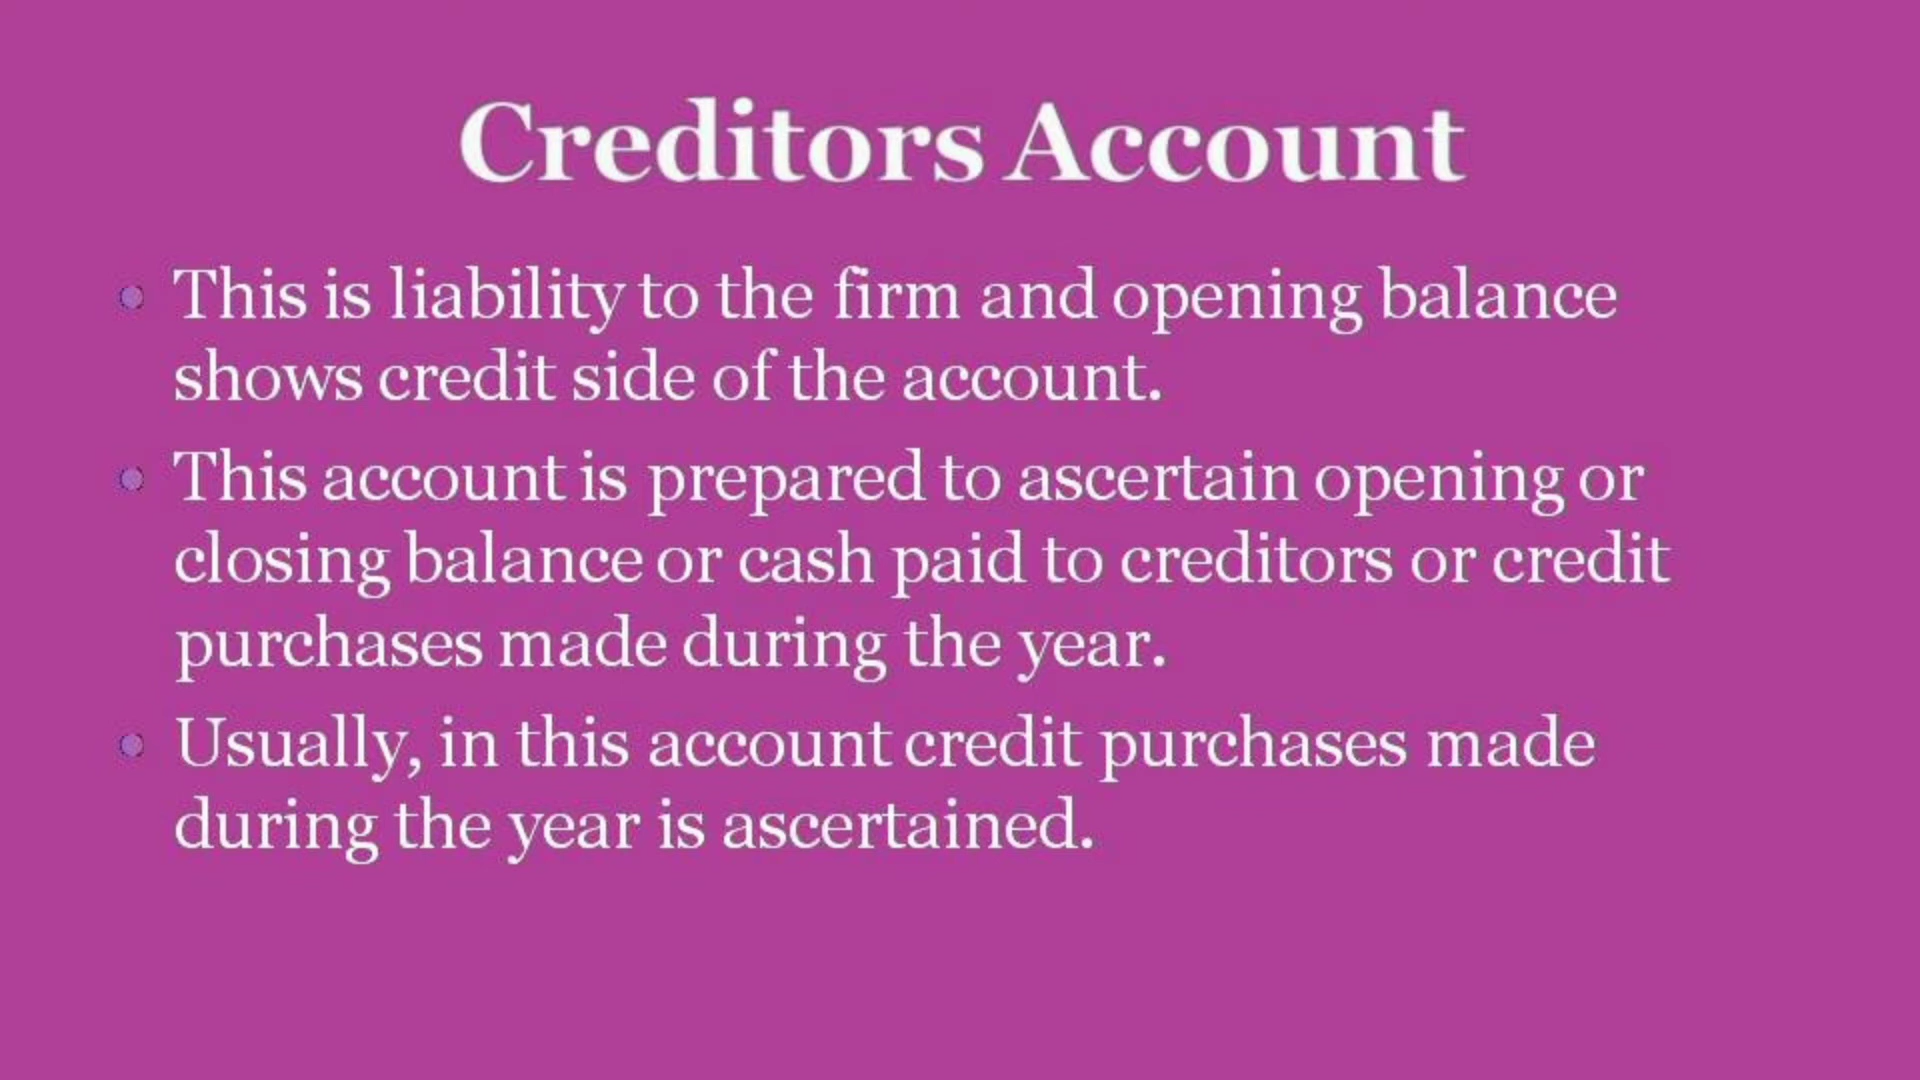 Creditors Account
This is liability to the firm and opening balance
shows credit side of the account.
This account is prepared to ascertain opening or
closing balance or cash paid to creditors or credit
purchases made during the year.
Usually, in this account credit purchases made
during the year is ascertained.